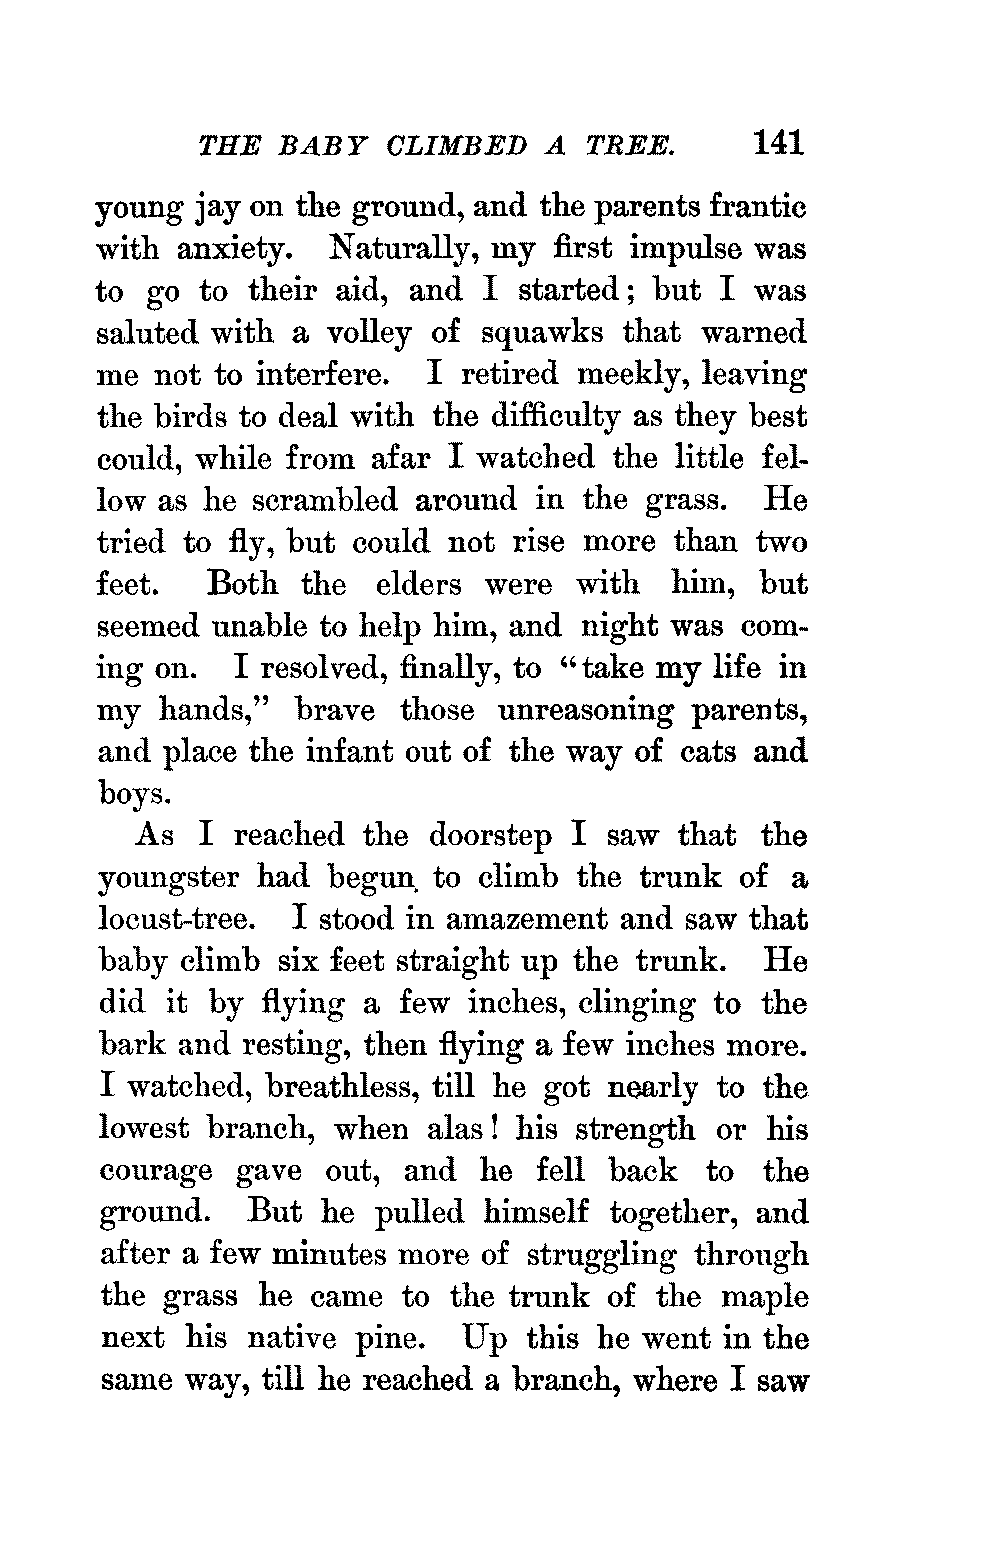 THE BABY CLIMBED A TREE. 141
young jay on the ground, and the parents frantic
with anxiety. Naturally, my first impulse was
to go to their aid, and I started; but I was
saluted with a volley of squawks that warned
me not to interfere. I retired meekly, leaving
the birds to deal with the difficulty as they best
could, while from afar I watched the little fel-
low as he scrambled around in the grass. He
tried to fly, but could not rise more than two
feet. Both the elders were with him, but
seemed unable to help him, and night was com-
ing on. I resolved, finally, to “take my life in
my hands,” brave those unreasoning parents,
and place the infant out of the way of cats and
boys.
As I reached the doorstep I saw that the
youngster had begun to climb the trunk of a
locust-tree. I stood in amazement and saw that
baby climb six feet straight up the trunk. He
did it by flying a few inches, clinging to the
bark and resting, then flying a few inches more.
I watched, breathless, till he got nearly to the
lowest branch, when alas! his strength or his
courage gave out, and he fell back to the
ground. But he pulled himself together, and
after a few minutes more of struggling through
the grass he came to the trunk of the maple
next his native pine. Up this he went in the
same way, till he reached a branch, where I saw